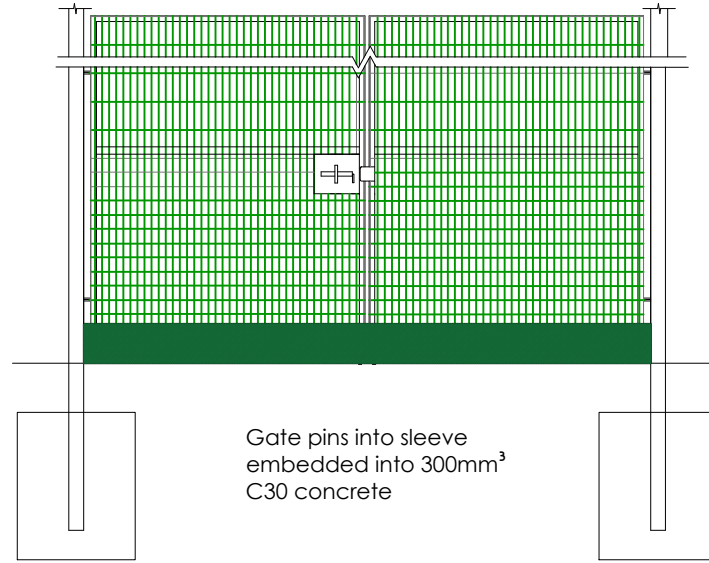 Gate pins into sleeve
embedded into 300mm³
C30 concrete